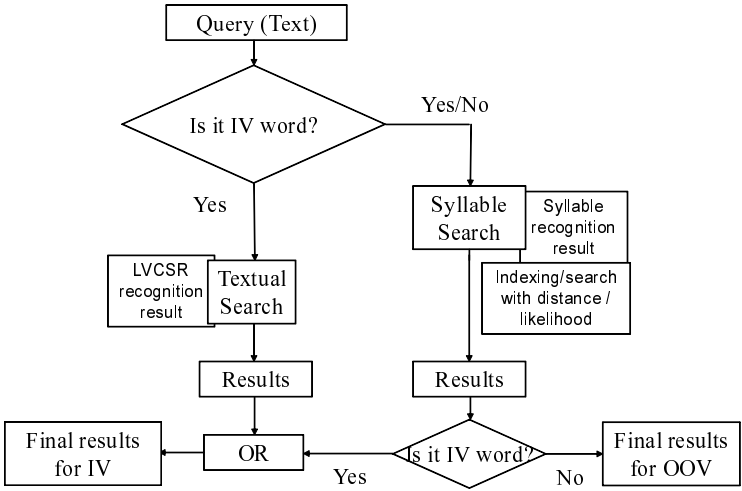 Query (Text)
Yes/No
Is it IV word?
Yes
Syllable
Search
Syllable
recognition
result
LVCSR
recognition
result
Textual
Search
Indexing/search
with distance /
likelihood
Results
Results
Final results
for IV
OR
Is it IV word?
Final results
for OOV
Yes
No